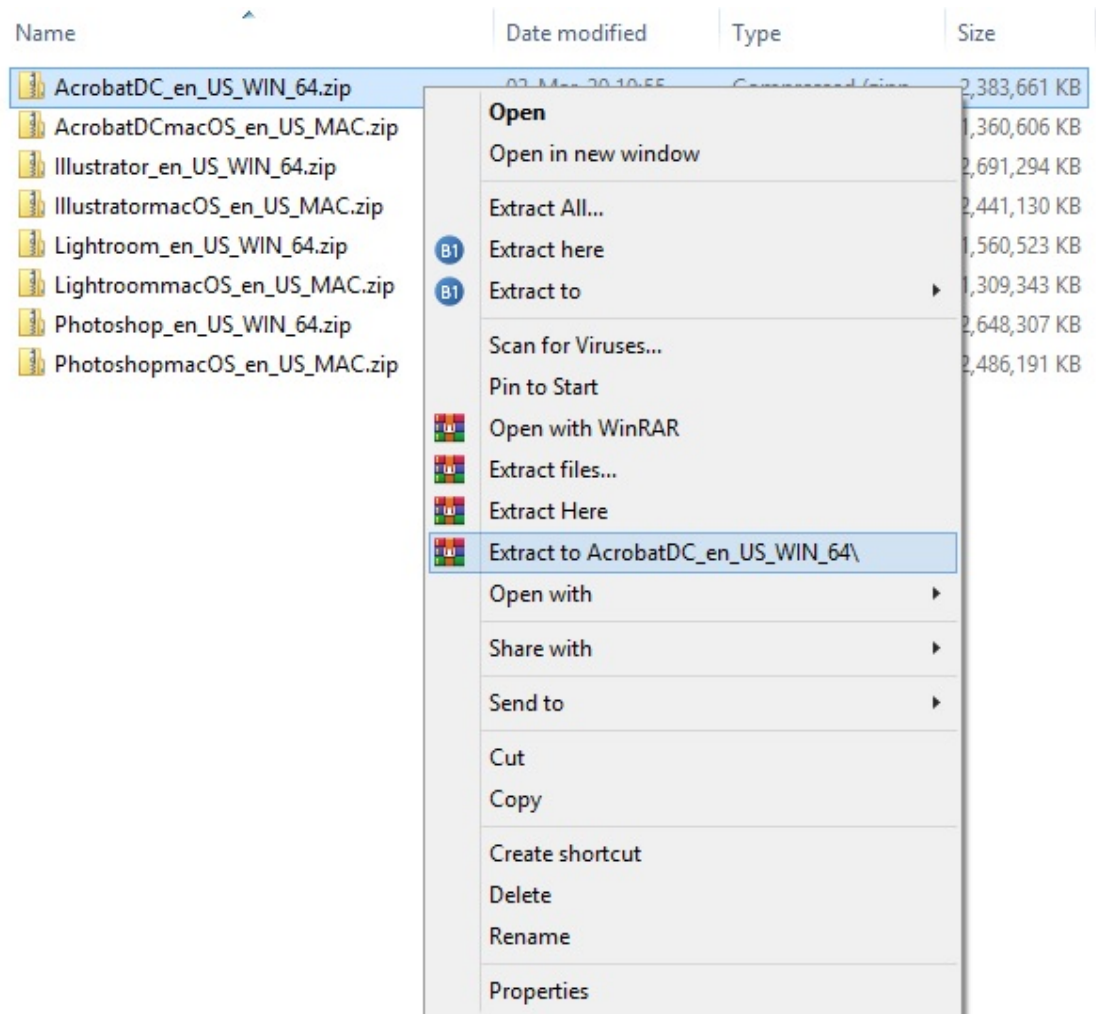 Name Date modified Type Size
AcrobatDC_en_US_WIN_64.zip 2,383,661 KB
AcrobatDCmacOS_en_US_MAC.zip 1,360,606 KB
Illustrator_en_US_WIN_64.zip 2,691,294 KB
IllustratormacOS_en_US_MAC.zip 2,441,130 KB
Lightroom_en_US_WIN_64.zip 1,560,523 KB
LightroommacOS_en_US_MAC.zip 1,309,343 KB
Photoshop_en_US_WIN_64.zip 2,648,307 KB
PhotoshopmacOS_en_US_MAC.zip 2,486,191 KB
Open
Open in new window
Extract All...
B1 Extract here
B1 Extract to
Scan for Viruses...
Pin to Start
Open with WinRAR
Extract files...
Extract Here
Extract to AcrobatDC_en_US_WIN_64\
Open with
Share with
Send to
Cut
Copy
Create shortcut
Delete
Rename
Properties